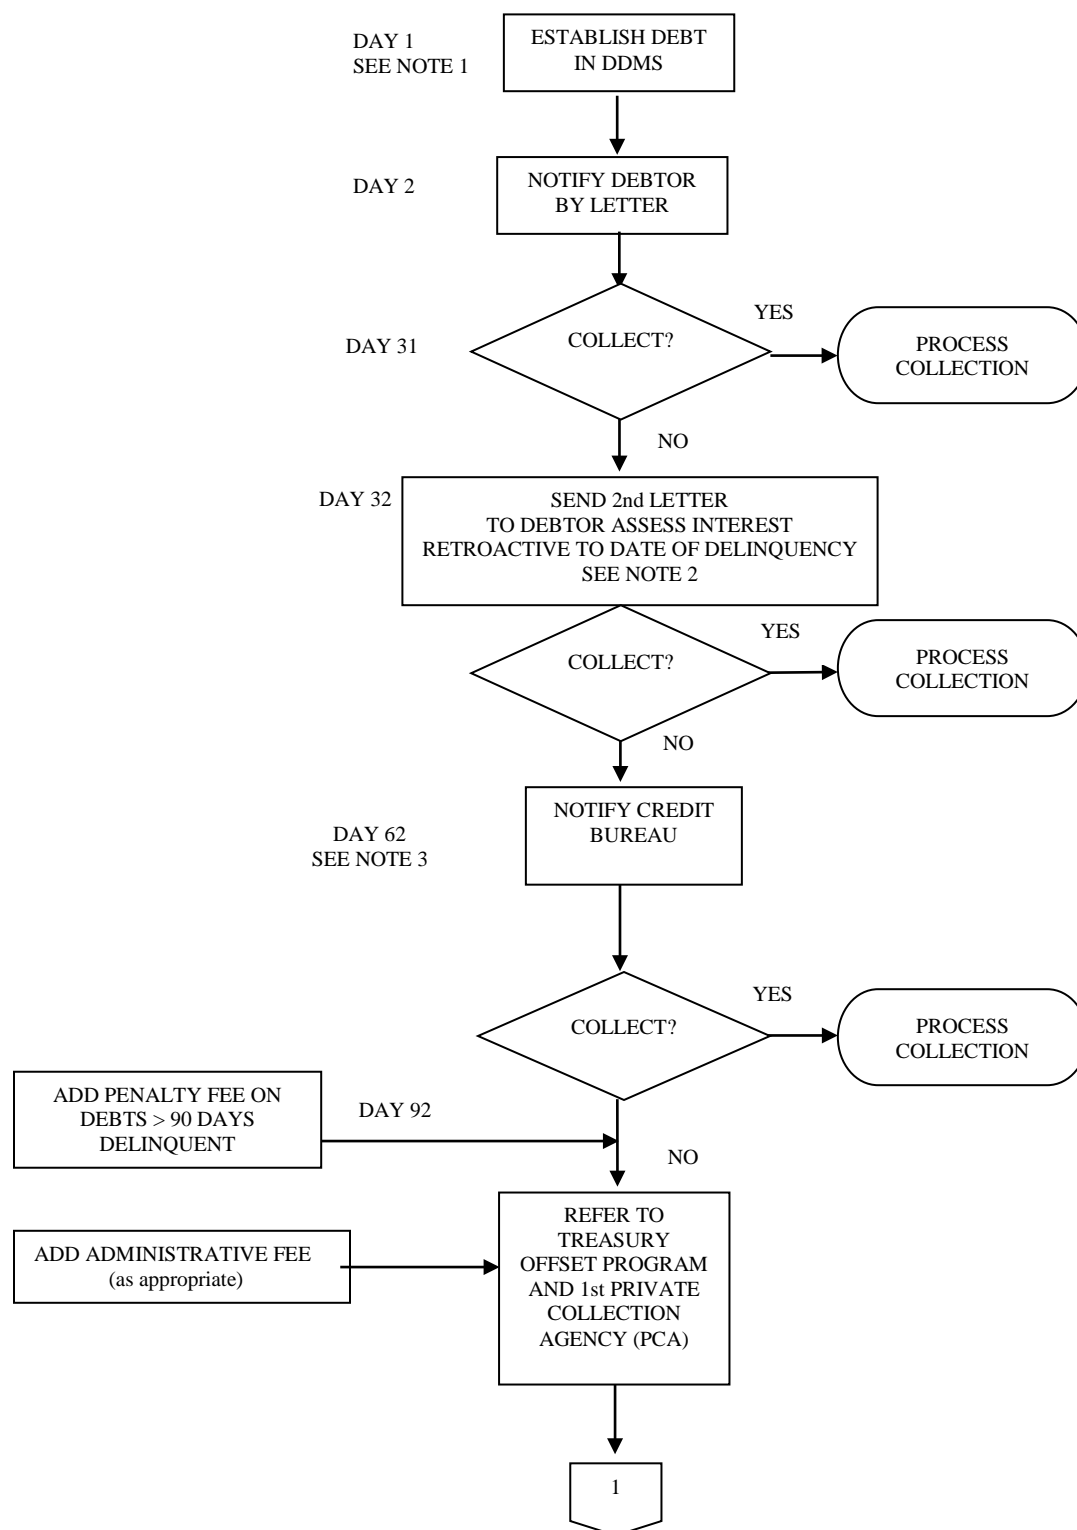 DAY 1
SEE NOTE 1
ESTABLISH DEBT
IN DDMS
DAY 2
NOTIFY DEBTOR
BY LETTER
DAY 31
COLLECT?
YES
PROCESS
COLLECTION
NO
DAY 32
SEND 2nd LETTER
TO DEBTOR ASSESS INTEREST
RETROACTIVE TO DATE OF DELINQUENCY
SEE NOTE 2
COLLECT?
YES
PROCESS
COLLECTION
NO
DAY 62
SEE NOTE 3
NOTIFY CREDIT
BUREAU
COLLECT?
YES
PROCESS
COLLECTION
ADD PENALTY FEE ON
DEBTS > 90 DAYS
DELINQUENT
DAY 92
NO
ADD ADMINISTRATIVE FEE
(as appropriate)
REFER TO
TREASURY
OFFSET PROGRAM
AND 1st PRIVATE
COLLECTION
AGENCY (PCA)
1